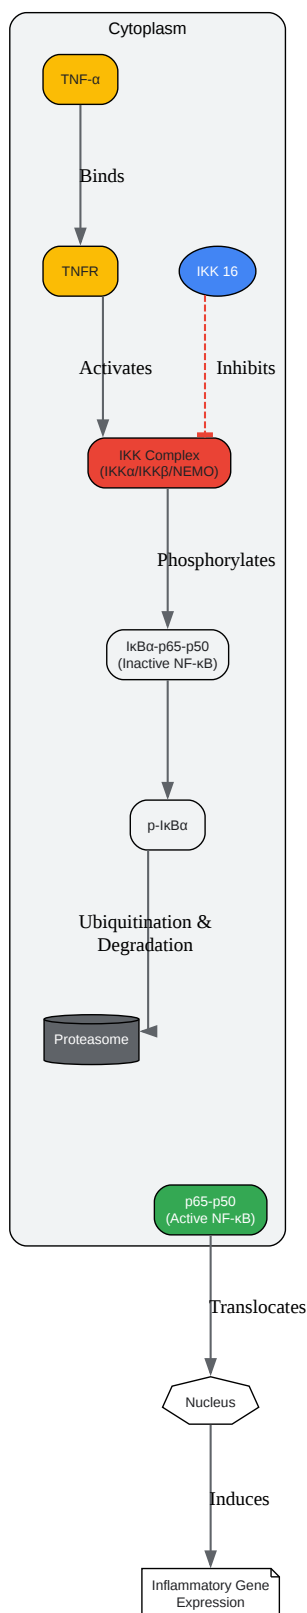 Cytoplasm
TNF-α
Binds
TNFR
IKK 16
Activates
Inhibits
IKK Complex
(IKKα/IKKβ/NEMO)
Phosphorylates
IκBα-p65-p50
(Inactive NF-κB)
p-IκBα
Ubiquitination &
Degradation
Proteasome
p65-p50
(Active NF-κB)
Translocates
Nucleus
Induces
Inflammatory Gene
Expression